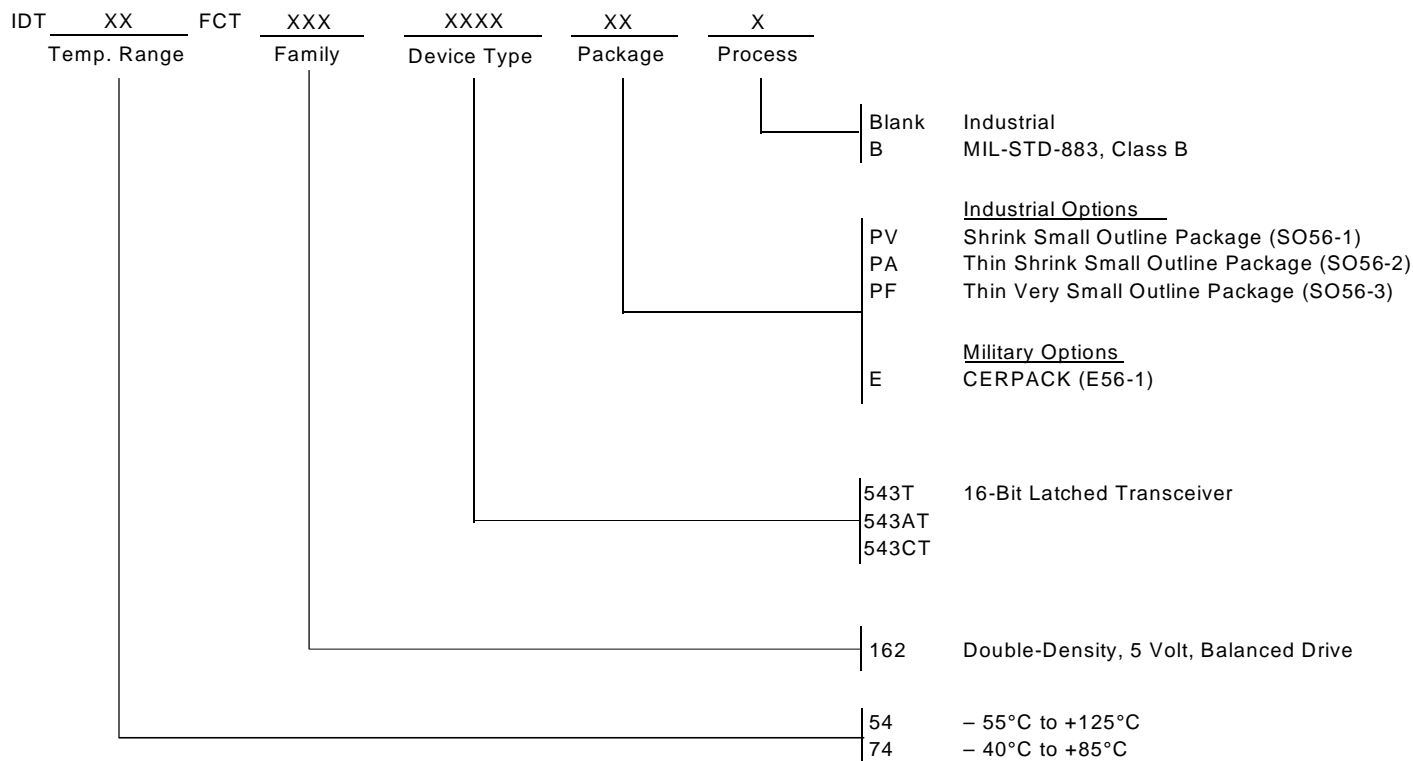 IDT XX FCT XXX XXXX XX X
Temp. Range Family Device Type Package Process
Blank Industrial
B MIL-STD-883, Class B
Industrial Options
PV Shrink Small Outline Package (SO56-1)
PA Thin Shrink Small Outline Package (SO56-2)
PF Thin Very Small Outline Package (SO56-3)
Military Options
E CERPACK (E56-1)
543T 16-Bit Latched Transceiver
543AT
543CT
162 Double-Density, 5 Volt, Balanced Drive
54 – 55°C to +125°C
74 – 40°C to +85°C